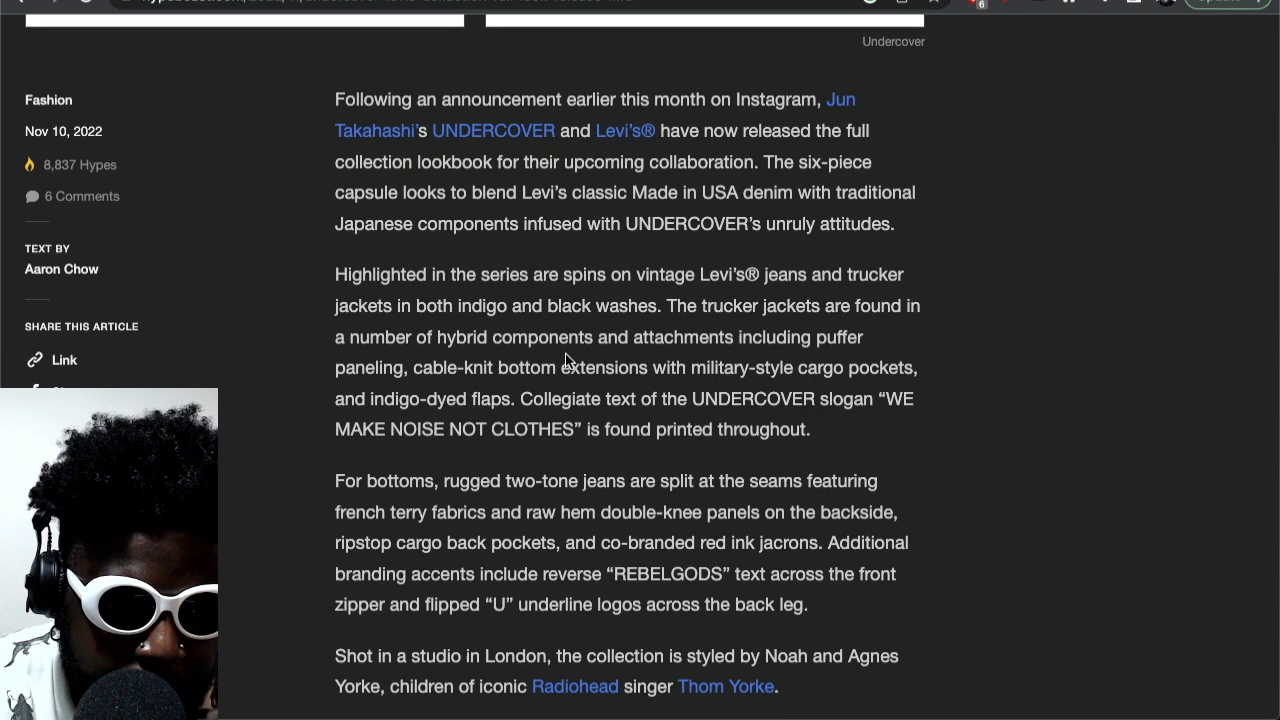 6
Undercover
Fashion
Nov 10, 2022
8,837 Hypes
6 Comments
TEXT BY
Aaron Chow
SHARE THIS ARTICLE
Link
Following an announcement earlier this month on Instagram, Jun
Takahashi’s UNDERCOVER and Levi’s® have now released the full
collection lookbook for their upcoming collaboration. The six-piece
capsule looks to blend Levi’s classic Made in USA denim with traditional
Japanese components infused with UNDERCOVER’s unruly attitudes.
Highlighted in the series are spins on vintage Levi’s® jeans and trucker
jackets in both indigo and black washes. The trucker jackets are found in
a number of hybrid components and attachments including puffer
paneling, cable-knit bottom extensions with military-style cargo pockets,
and indigo-dyed flaps. Collegiate text of the UNDERCOVER slogan “WE
MAKE NOISE NOT CLOTHES” is found printed throughout.
For bottoms, rugged two-tone jeans are split at the seams featuring
french terry fabrics and raw hem double-knee panels on the backside,
ripstop cargo back pockets, and co-branded red ink jacrons. Additional
branding accents include reverse “REBELGODS” text across the front
zipper and flipped “U” underline logos across the back leg.
Shot in a studio in London, the collection is styled by Noah and Agnes
Yorke, children of iconic Radiohead singer Thom Yorke.